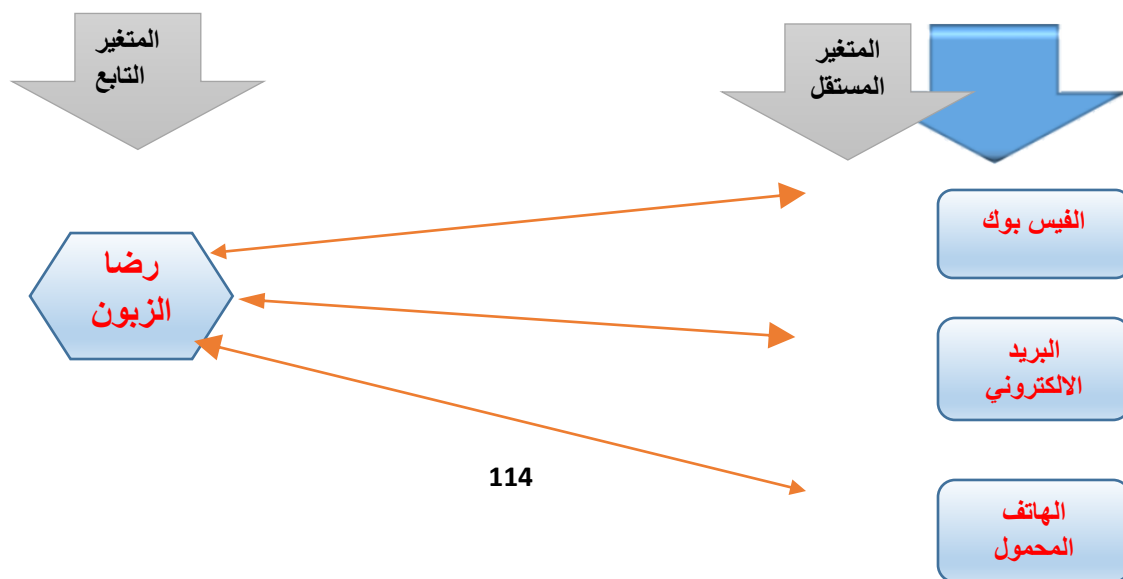 المتغير
المستقل
المتغير
التابع
الفيس بوك
رضا
الزبون
البريد
الالكتروني
114
الهاتف
المحمول